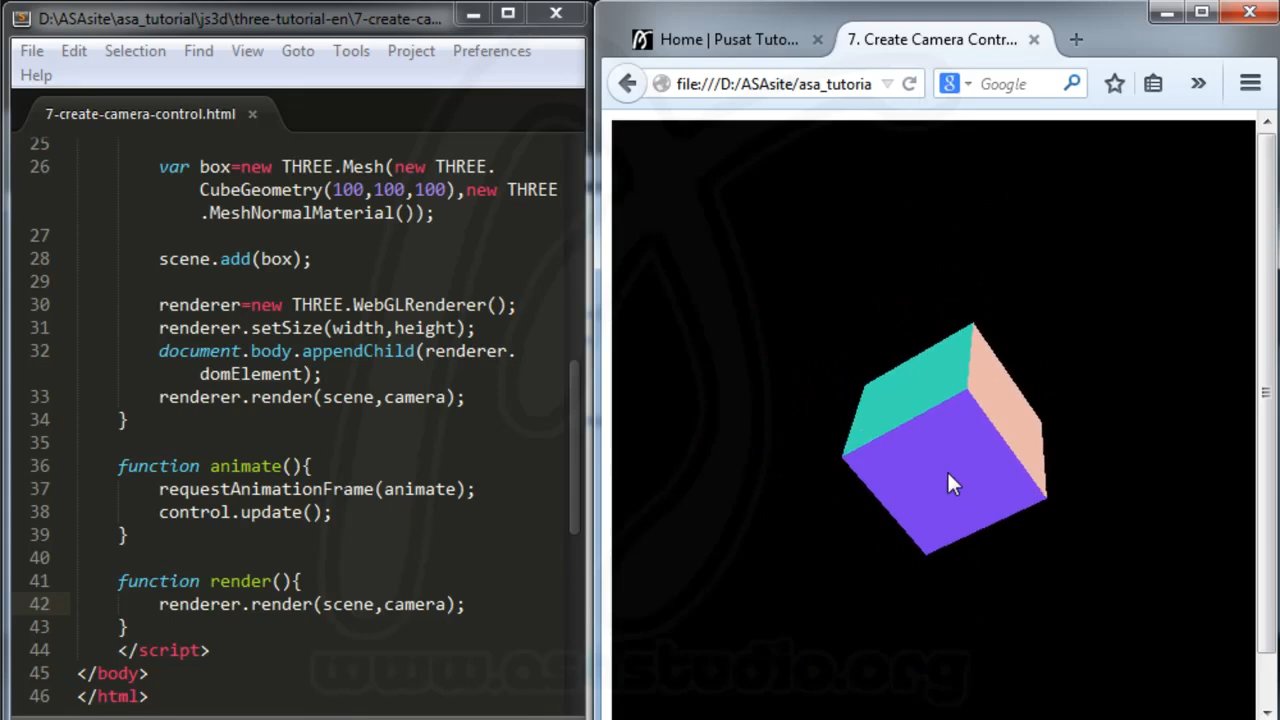 D:\ASAsite\asa_tutorial\js3d\three-tutorial-en\7-create-ca...
File Edit Selection Find View Goto Tools Project Preferences
Help
7-create-camera-control.html
25
26 var box=new THREE.Mesh(new THREE.
CubeGeometry(100,100,100),new THREE
.MeshNormalMaterial());
27
28 scene.add(box);
29
30 renderer=new THREE.WebGLRenderer();
31 renderer.setSize(width,height);
32 document.body.appendChild(renderer.
domElement);
33 renderer.render(scene,camera);
34 }
35
36 function animate(){
37 requestAnimationFrame(animate);
38 control.update();
39 }
40
41 function render(){
42 renderer.render(scene,camera);
43 }
44 </script>
45 </body>
46 </html>
Home | Pusat Tuto...
7. Create Camera Contr...
file:///D:/ASAsite/asa_tutoria
8 Google
www.asastudio.org